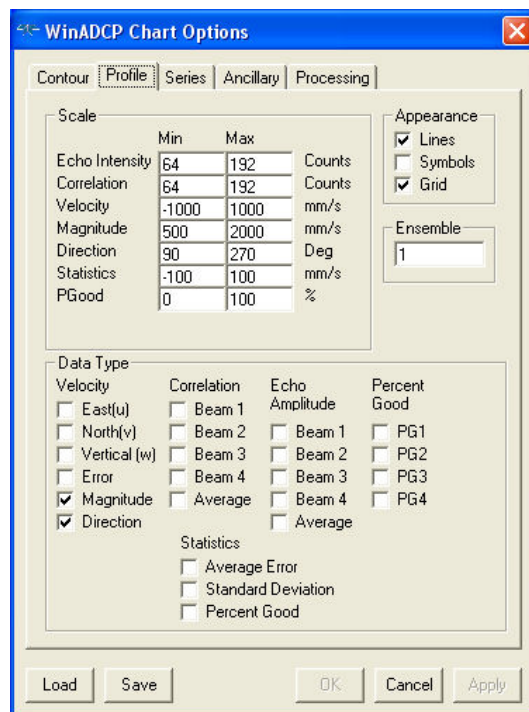 WinADCP Chart Options
Contour Profile Series Ancillary Processing
Scale
Min Max
Echo Intensity 64 192 Counts
Correlation 64 192 Counts
Velocity -1000 1000 mm/s
Magnitude 500 2000 mm/s
Direction 90 270 Deg
Statistics -100 100 mm/s
PGood 0 100 %
Appearance
Lines
Symbols
Grid
Ensemble
1
Data Type
Velocity
East(u)
North(v)
Vertical (w)
Error
Magnitude
Direction
Correlation
Beam 1
Beam 2
Beam 3
Beam 4
Average
Echo
Amplitude
Beam 1
Beam 2
Beam 3
Beam 4
Average
Percent
Good
PG1
PG2
PG3
PG4
Statistics
Average Error
Standard Deviation
Percent Good
Load Save OK Cancel Apply